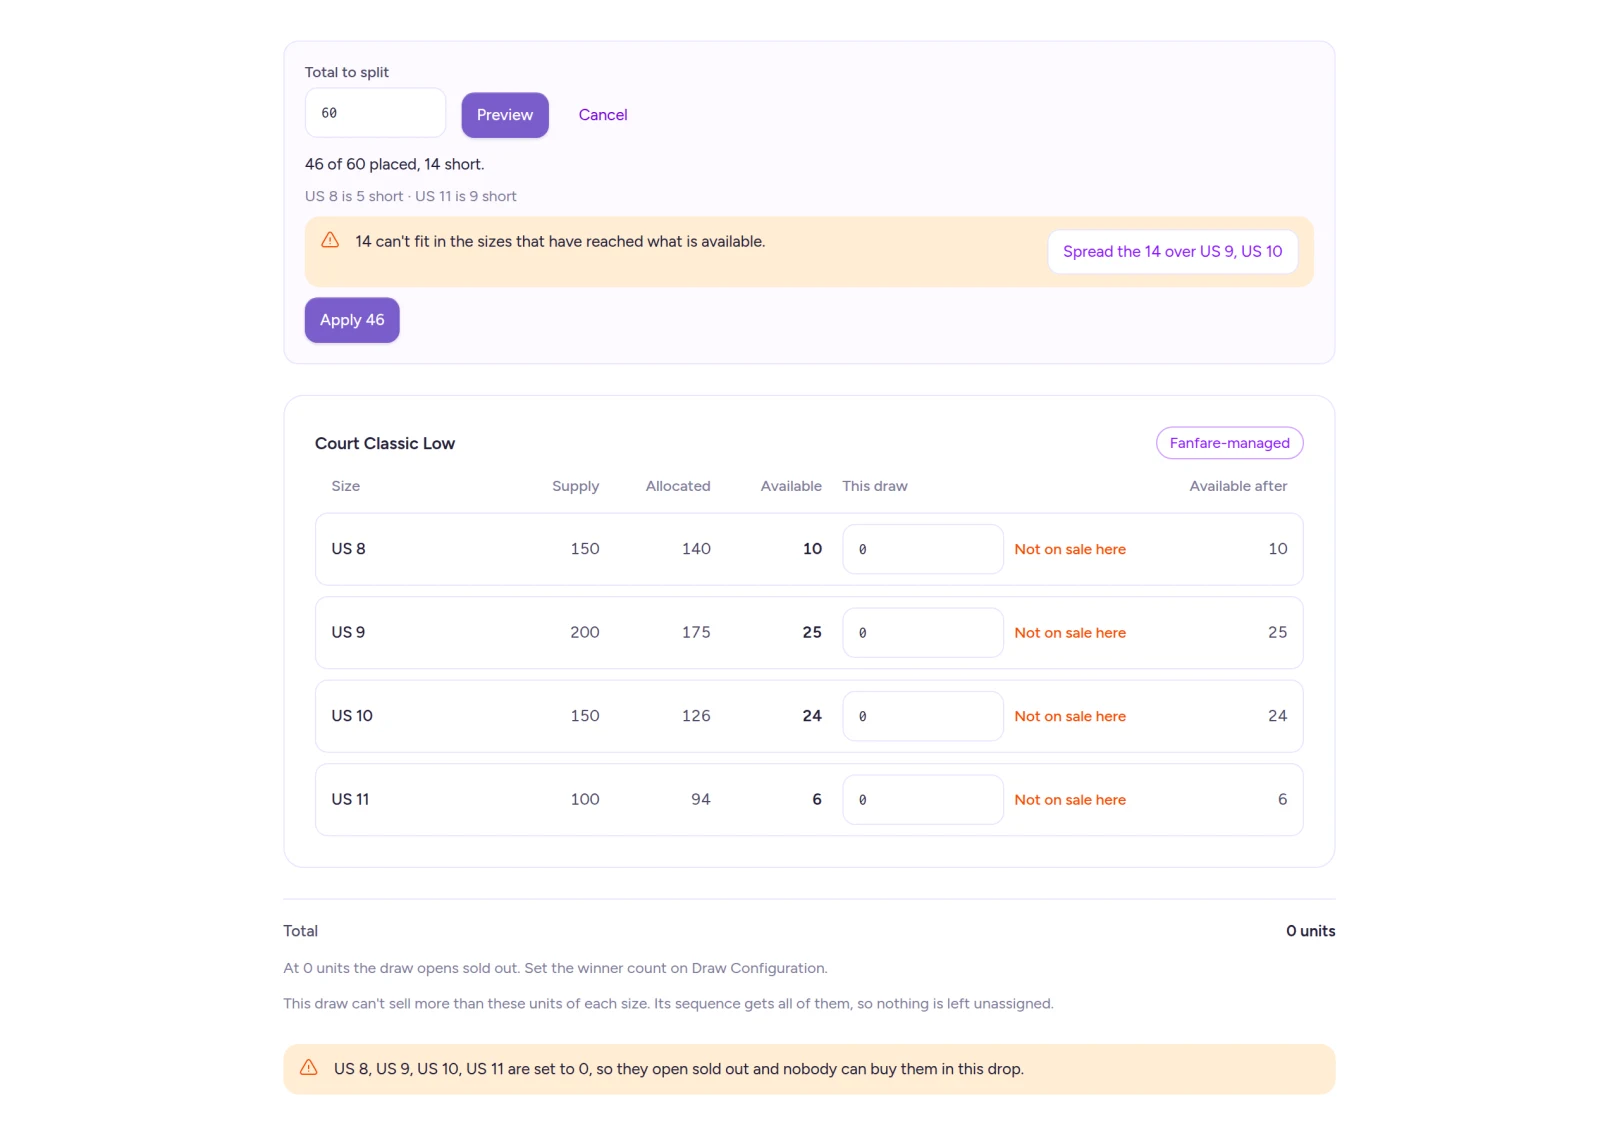 Total to split
60
Preview
Cancel
46 of 60 placed, 14 short.
US 8 is 5 short · US 11 is 9 short
14 can't fit in the sizes that have reached what is available.
Spread the 14 over US 9, US 10
Apply 46
Court Classic Low
Fanfare-managed
Size Supply Allocated Available This draw Available after
US 8 150 140 10 0 Not on sale here 10
US 9 200 175 25 0 Not on sale here 25
US 10 150 126 24 0 Not on sale here 24
US 11 100 94 6 0 Not on sale here 6
Total 0 units
At 0 units the draw opens sold out. Set the winner count on Draw Configuration.
This draw can't sell more than these units of each size. Its sequence gets all of them, so nothing is left unassigned.
US 8, US 9, US 10, US 11 are set to 0, so they open sold out and nobody can buy them in this drop.